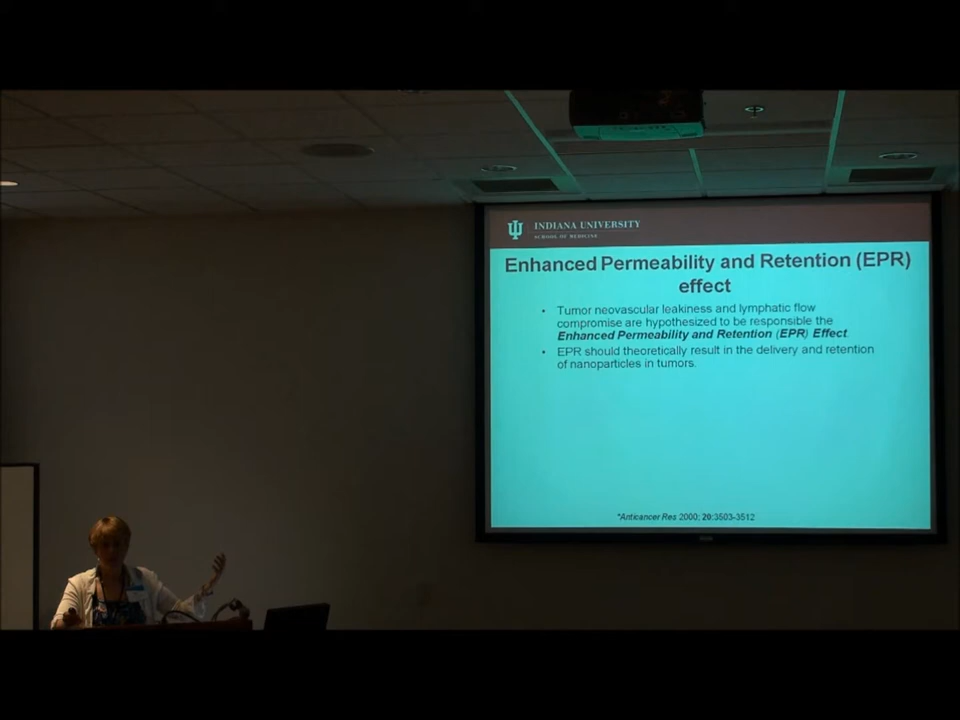 INDIANA UNIVERSITY
SCHOOL OF MEDICINE
Enhanced Permeability and Retention (EPR)
effect
• Tumor neovascular leakiness and lymphatic flow
compromise are hypothesized to be responsible the
Enhanced Permeability and Retention (EPR) Effect.
• EPR should theoretically result in the delivery and retention
of nanoparticles in tumors.
*Anticancer Res 2000; 20:3503-3512